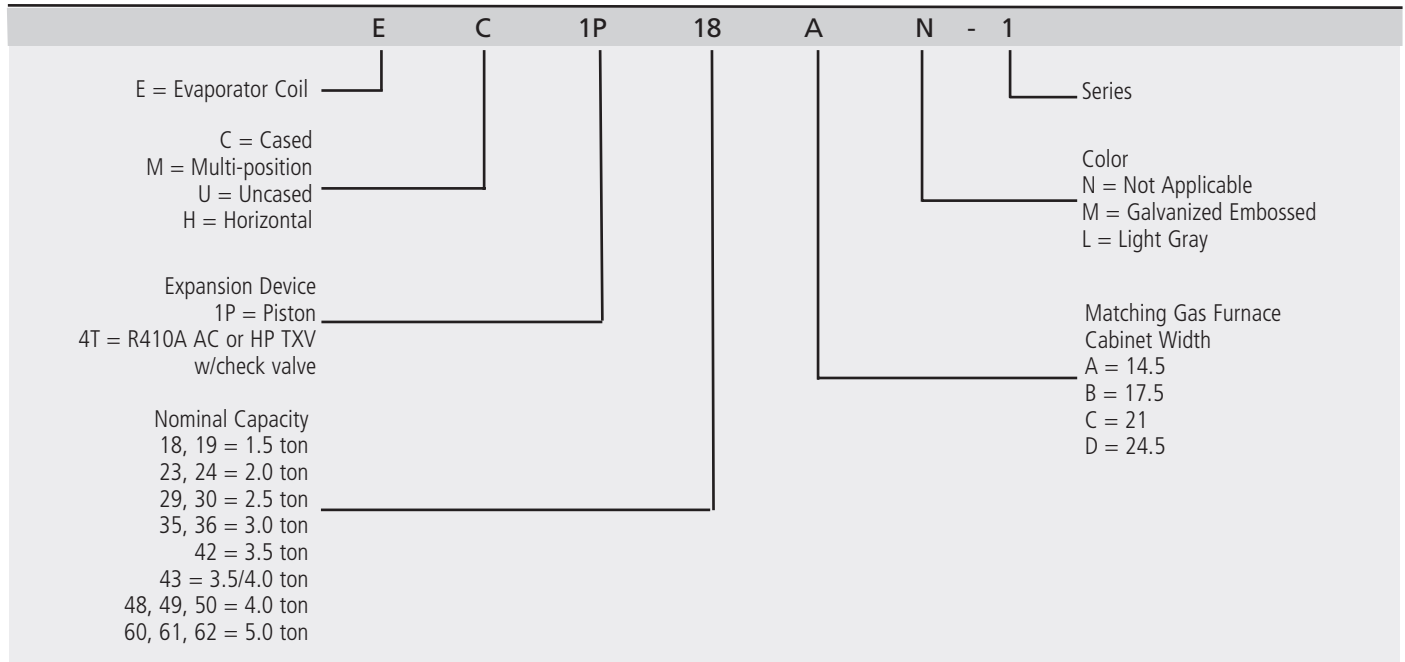 E C 1P 18 A N - 1
E = Evaporator Coil
C = Cased
M = Multi-position
U = Uncased
H = Horizontal
Expansion Device
1P = Piston
4T = R410A AC or HP TXV
w/check valve
Nominal Capacity
18, 19 = 1.5 ton
23, 24 = 2.0 ton
29, 30 = 2.5 ton
35, 36 = 3.0 ton
42 = 3.5 ton
43 = 3.5/4.0 ton
48, 49, 50 = 4.0 ton
60, 61, 62 = 5.0 ton
Series
Color
N = Not Applicable
M = Galvanized Embossed
L = Light Gray
Matching Gas Furnace
Cabinet Width
A = 14.5
B = 17.5
C = 21
D = 24.5